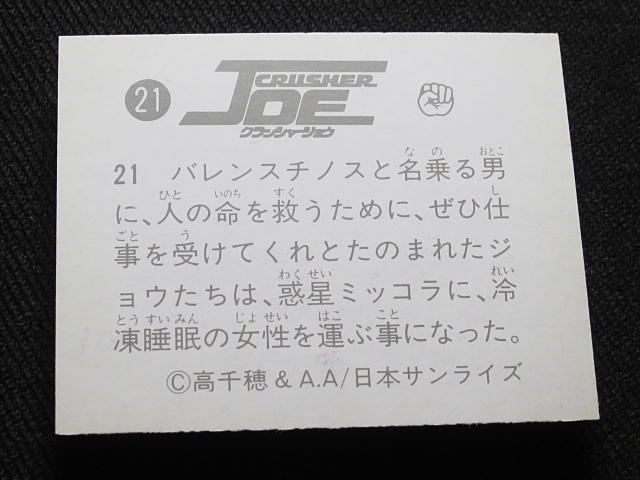 21
CRUSHER
JOE
クラッシャージョウ
21 バレンスチノスと名乗る男
に、人の命を救うために、ぜひ仕
事を受けてくれとたのまれたジ
ョウたちは、惑星ミッコラに、冷
凍睡眠の女性を運ぶ事になった。
©高千穂&A.A/日本サンライズ